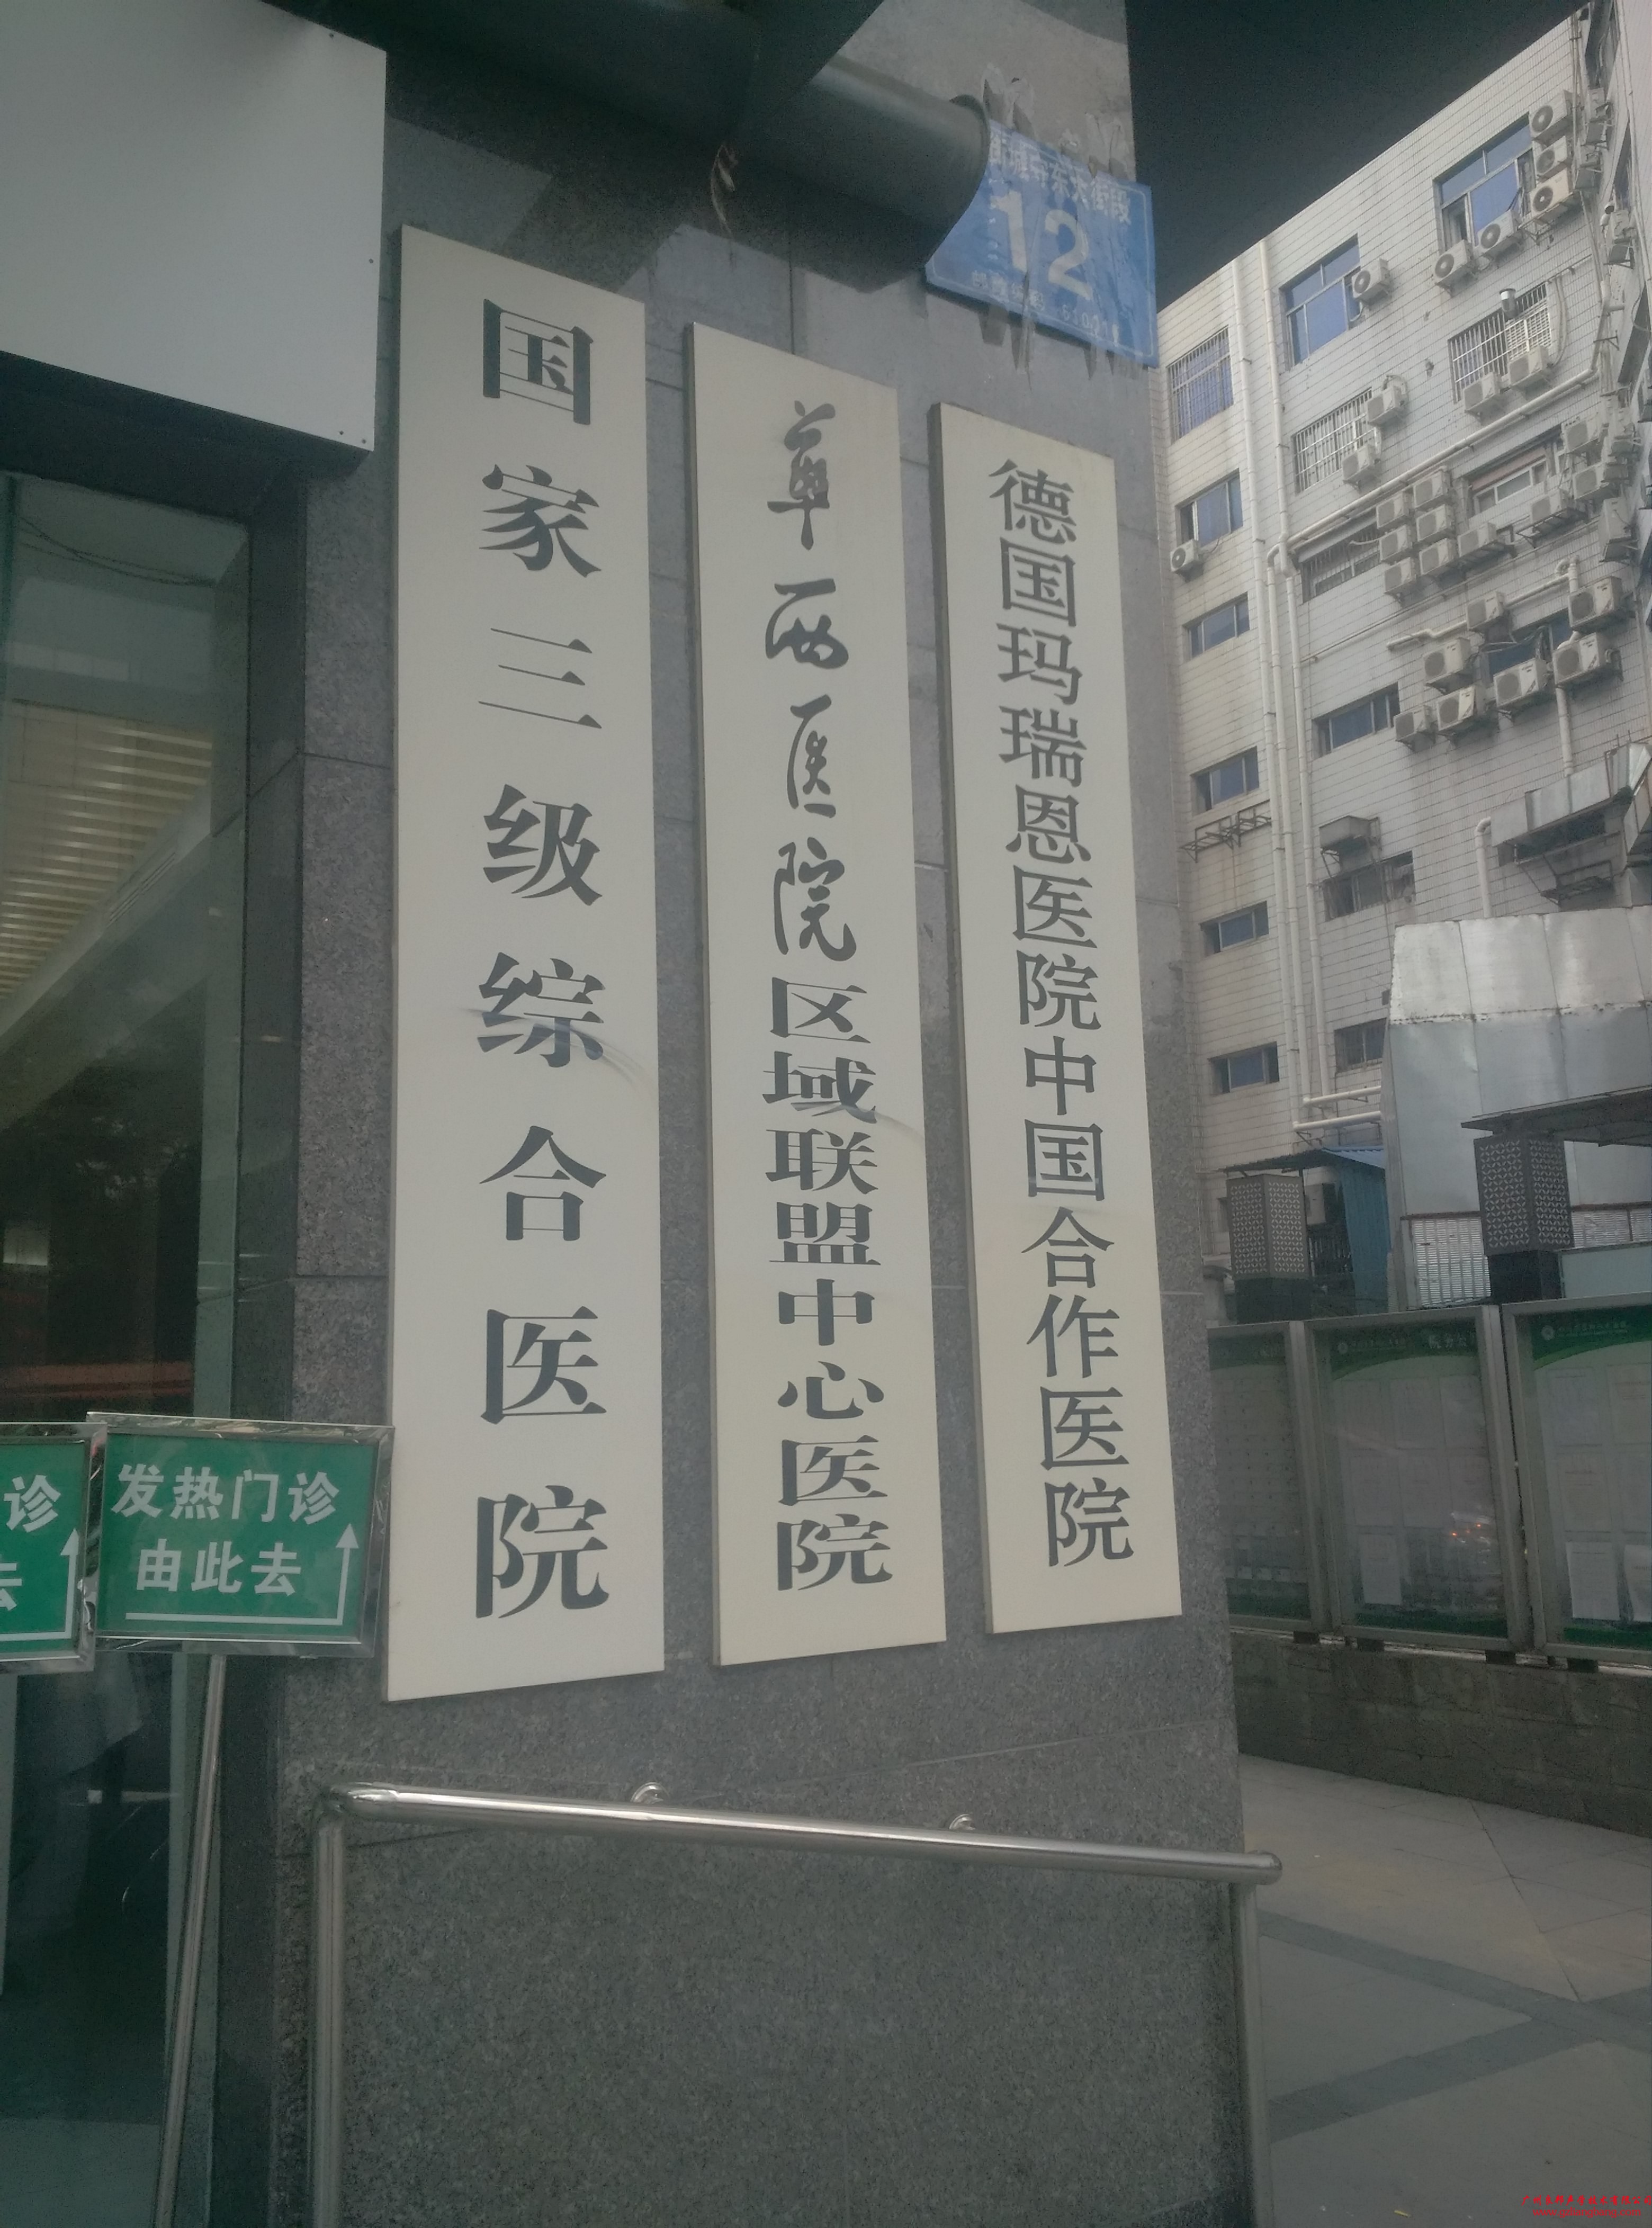 国家三级综合医院
华西医院区域联盟中心医院
德国玛瑞恩医院中国合作医院
12
诊
去
发热门诊
由此去